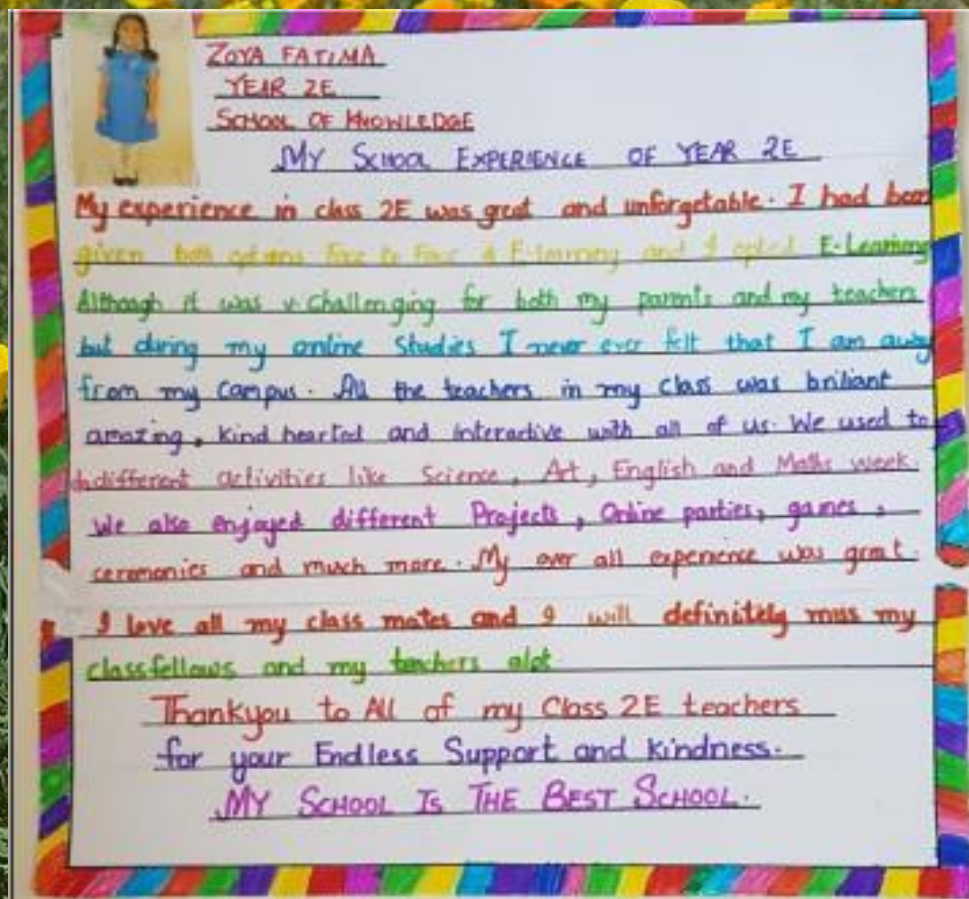 ZOYA FATIMA
YEAR 2E
SCHOOL OF KNOWLEDGE
MY SCHOOL EXPERIENCE OF YEAR 2E
My experience in class 2E was great and unforgetable. I had been
given both options Face to Face & E-learning and I opted E-Learning
Although it was v. Challenging for both my parents and my teachers
but during my online Studies I never ever felt that I am away
from my Campus. All the teachers in my Class was briliant
amazing, kind hearted and interactive with all of us. We used to
do different activities like Science, Art, English and Maths week.
We also enjoyed different Projects, Online parties, games,
ceremonies and much more. My over all experience was great.
I love all my class mates and I will definitely miss my
classfellows and my teachers alot.
Thankyou to All of my Class 2E teachers
for your Endless Support and kindness.
MY SCHOOL IS THE BEST SCHOOL.